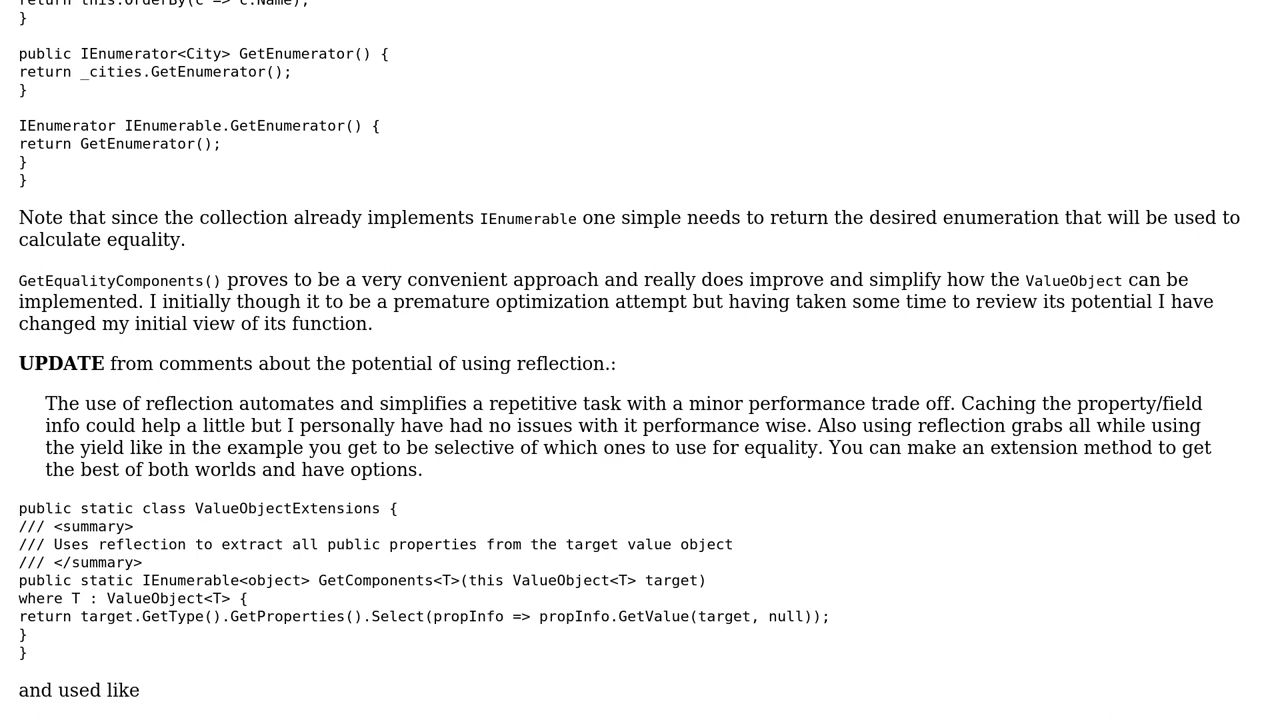 return this.OrderBy(c => c.Name);
}
public IEnumerator<City> GetEnumerator() {
return _cities.GetEnumerator();
}
IEnumerator IEnumerable.GetEnumerator() {
return GetEnumerator();
}
}
Note that since the collection already implements IEnumerable one simple needs to return the desired enumeration that will be used to
calculate equality.
GetEqualityComponents() proves to be a very convenient approach and really does improve and simplify how the ValueObject can be
implemented. I initially though it to be a premature optimization attempt but having taken some time to review its potential I have
changed my initial view of its function.
UPDATE from comments about the potential of using reflection.:
The use of reflection automates and simplifies a repetitive task with a minor performance trade off. Caching the property/field
info could help a little but I personally have had no issues with it performance wise. Also using reflection grabs all while using
the yield like in the example you get to be selective of which ones to use for equality. You can make an extension method to get
the best of both worlds and have options.
public static class ValueObjectExtensions {
/// <summary>
/// Uses reflection to extract all public properties from the target value object
/// </summary>
public static IEnumerable<object> GetComponents<T>(this ValueObject<T> target)
where T : ValueObject<T> {
return target.GetType().GetProperties().Select(propInfo => propInfo.GetValue(target, null));
}
}
and used like